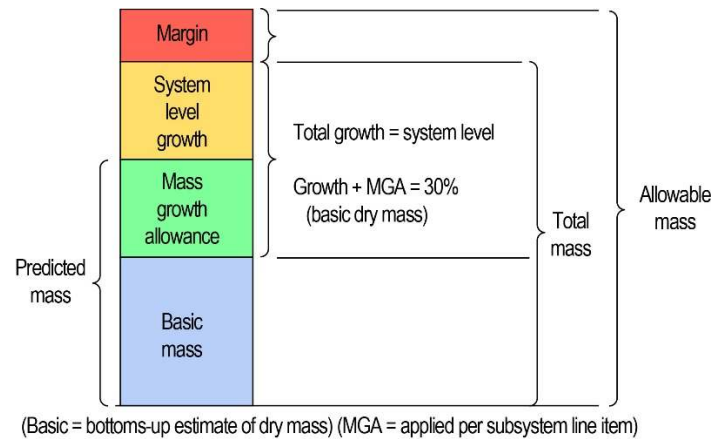 Margin
System
level
growth
Mass
growth
allowance
Basic
mass
Predicted
mass
Total growth = system level
Growth + MGA = 30%
(basic dry mass)
Total
mass
Allowable
mass
(Basic = bottoms-up estimate of dry mass) (MGA = applied per subsystem line item)